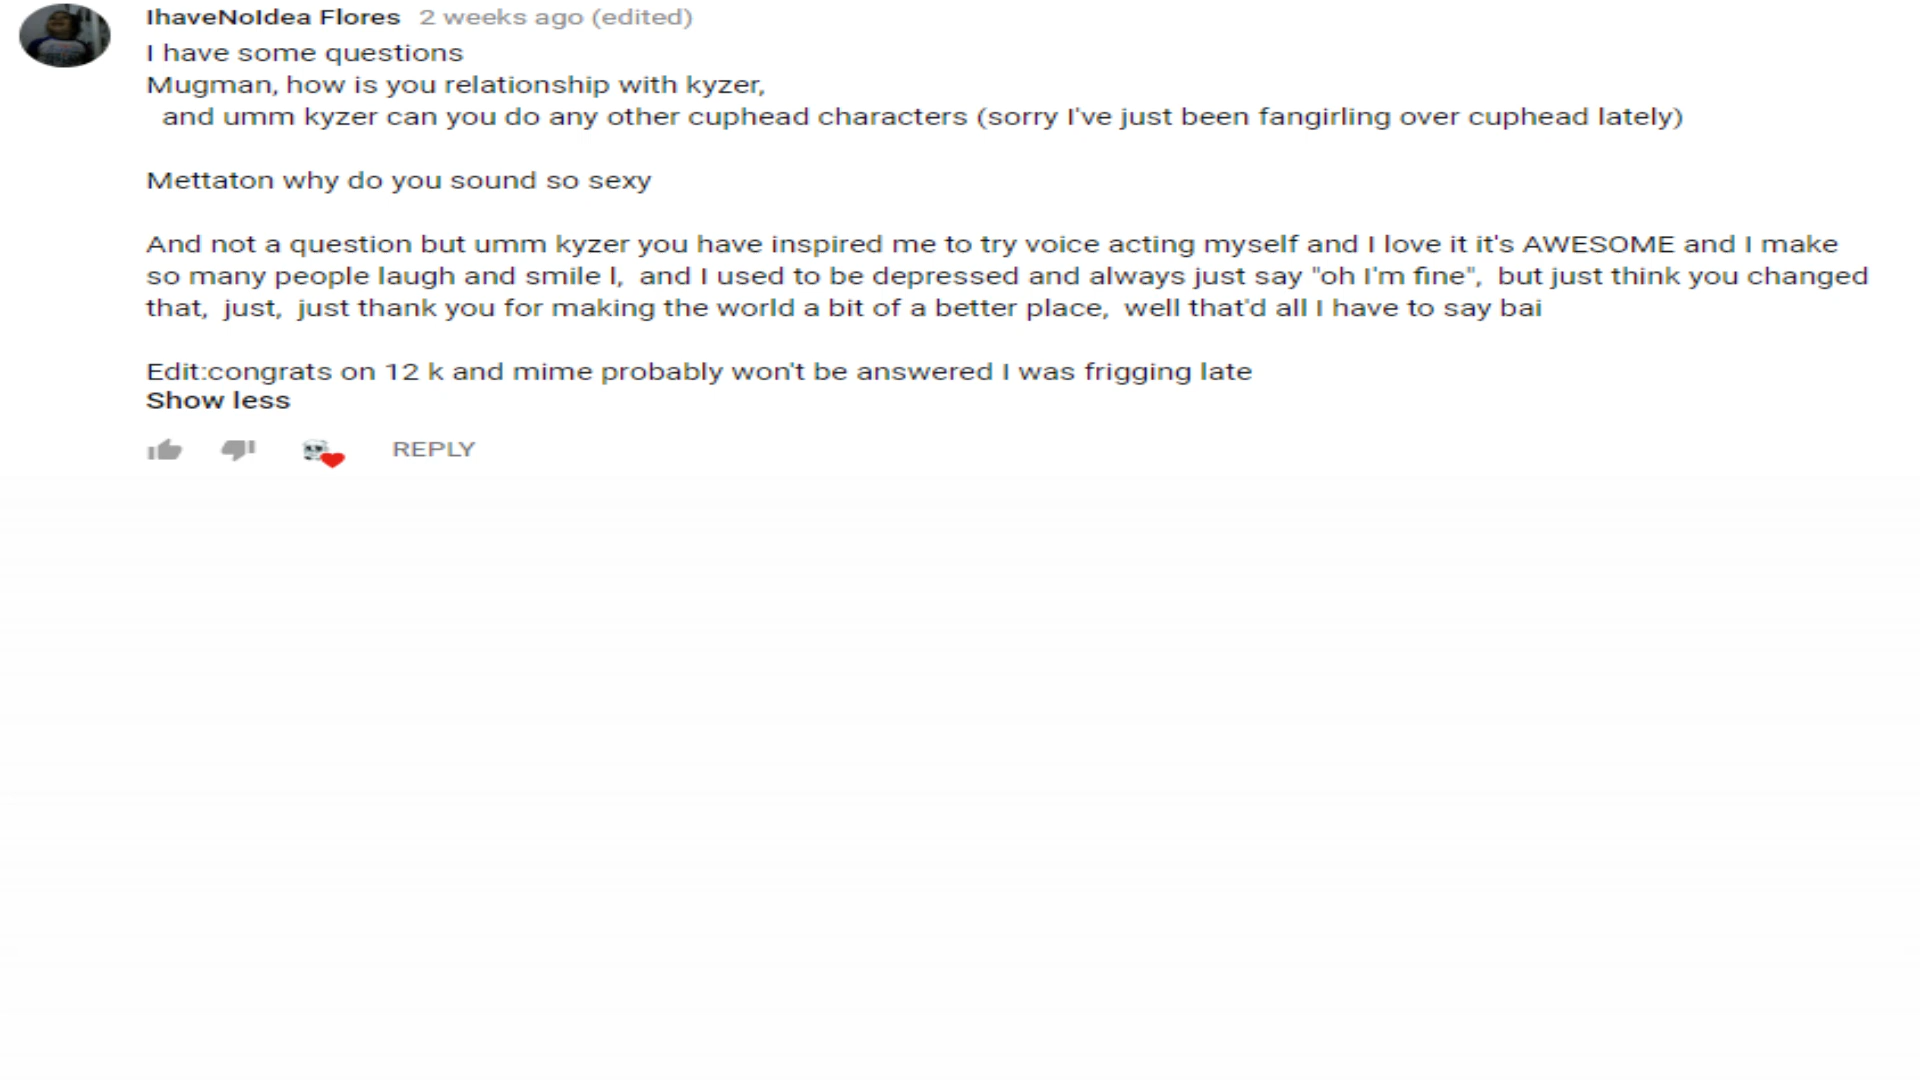 IhaveNoIdea Flores 2 weeks ago (edited)
I have some questions
Mugman, how is you relationship with kyzer,
and umm kyzer can you do any other cuphead characters (sorry I've just been fangirling over cuphead lately)
Mettaton why do you sound so sexy
And not a question but umm kyzer you have inspired me to try voice acting myself and I love it it's AWESOME and I make
so many people laugh and smile l, and I used to be depressed and always just say "oh I'm fine", but just think you changed
that, just, just thank you for making the world a bit of a better place, well that'd all I have to say bai
Edit:congrats on 12 k and mime probably won't be answered I was frigging late
Show less
REPLY